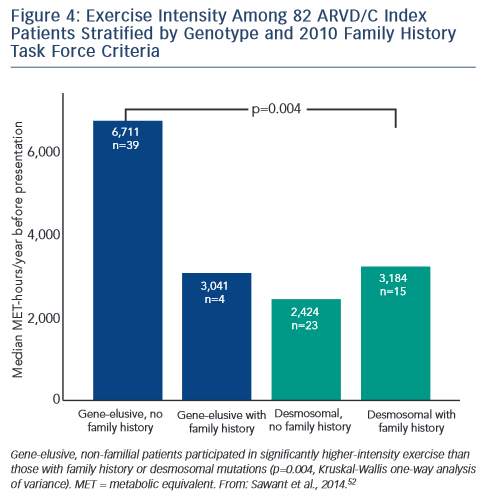 Figure 4: Exercise Intensity Among 82 ARVD/C Index
Patients Stratified by Genotype and 2010 Family History
Task Force Criteria
p=0.004
Median MET-hours/year before presentation
6,000
4,000
2,000
0
6,711
n=39
3,041
n=4
2,424
n=23
3,184
n=15
Gene-elusive, no
family history
Gene-elusive with
family history
Desmosomal,
no family history
Desmosomal with
family history
Gene-elusive, non-familial patients participated in significantly higher-intensity exercise than
those with family history or desmosomal mutations (p=0.004, Kruskal-Wallis one-way analysis
of variance). MET = metabolic equivalent. From: Sawant et al., 2014.52